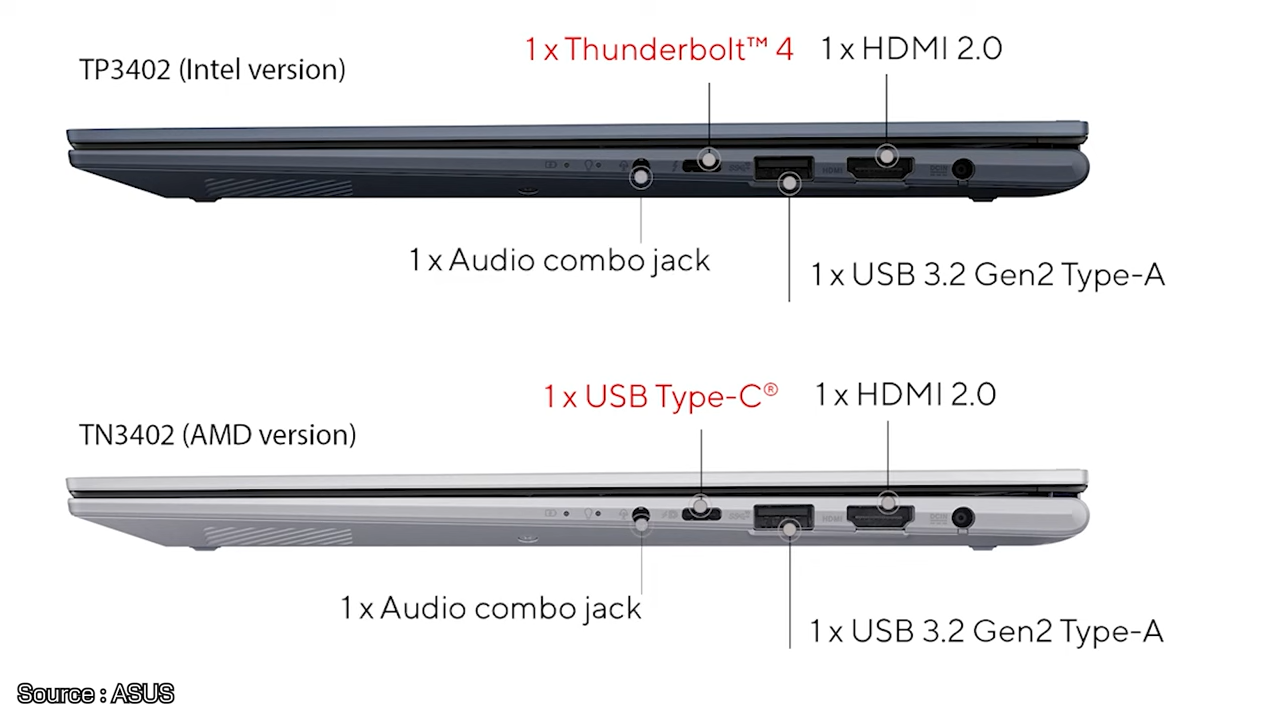 1 x Thunderbolt™ 4
1 x HDMI 2.0
TP3402 (Intel version)
HDMI
1 x Audio combo jack
1 x USB 3.2 Gen2 Type-A
1 x USB Type-C®
1 x HDMI 2.0
TN3402 (AMD version)
HDMI
1 x Audio combo jack
1 x USB 3.2 Gen2 Type-A
Source : ASUS